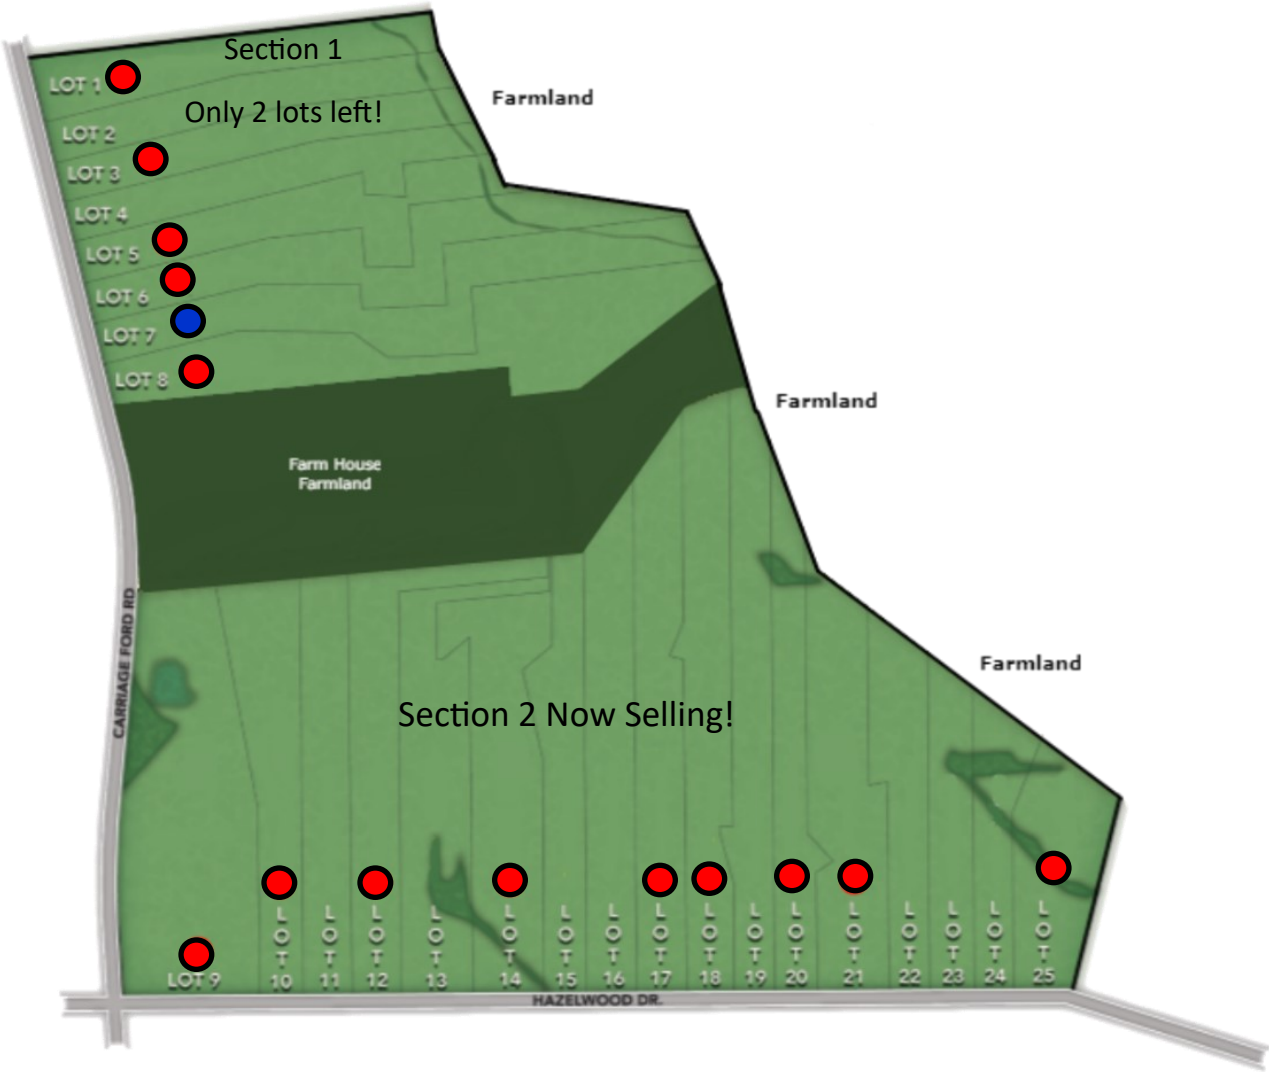 Section 1
LOT 1
Farmland
Only 2 lots left!
LOT 2
LOT 3
LOT 4
LOT 5
LOT 6
LOT 7
LOT 8
Farmland
Farm House
Farmland
CARRIAGE FORD RD
Farmland
Section 2 Now Selling!
LOT 9
LOT 10
LOT 11
LOT 12
LOT 13
LOT 14
LOT 15
LOT 16
LOT 17
LOT 18
LOT 19
LOT 20
LOT 21
LOT 22
LOT 23
LOT 24
LOT 25
HAZELWOOD DR.